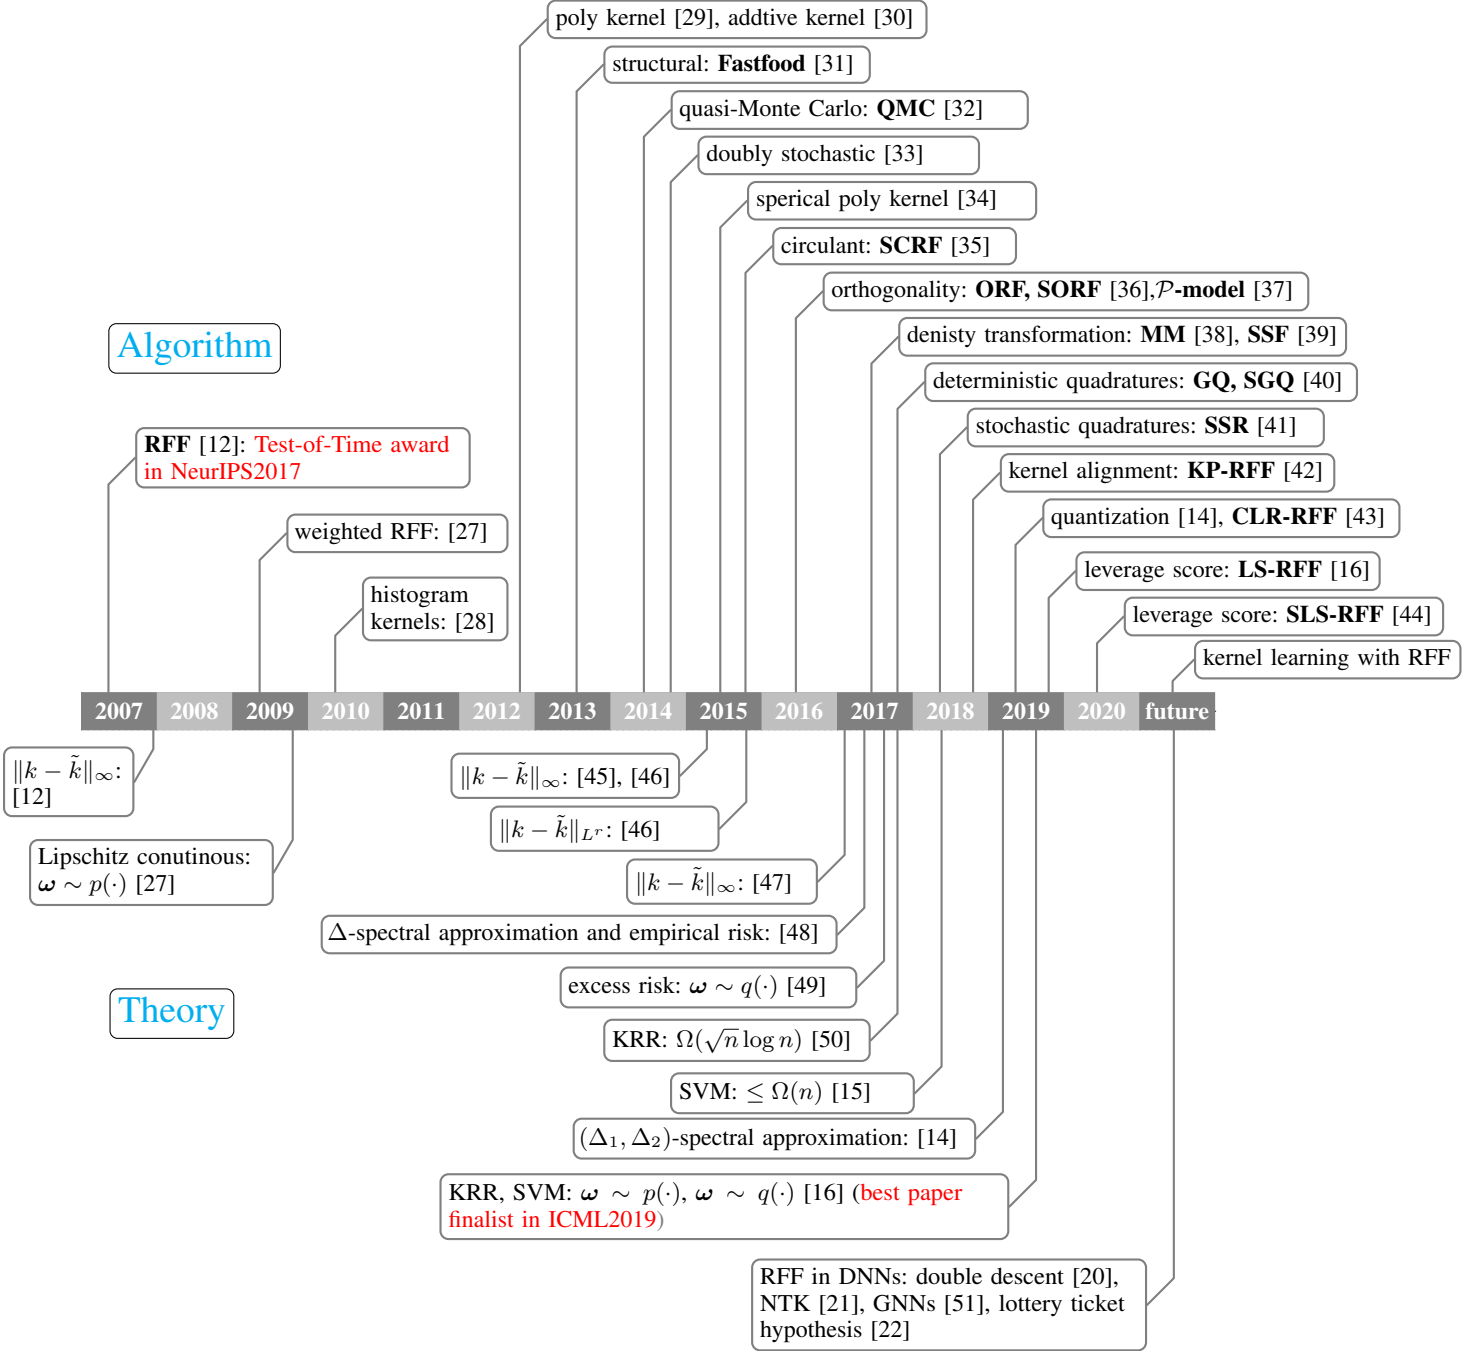 poly kernel [29], addtive kernel [30]
structural: Fastfood [31]
quasi-Monte Carlo: QMC [32]
doubly stochastic [33]
sperical poly kernel [34]
circulant: SCRF [35]
orthogonality: ORF, SORF [36],𝒫-model [37]
Algorithm
denisty transformation: MM [38], SSF [39]
deterministic quadratures: GQ, SGQ [40]
stochastic quadratures: SSR [41]
RFF [12]: Test-of-Time award
in NeurIPS2017
kernel alignment: KP-RFF [42]
quantization [14], CLR-RFF [43]
weighted RFF: [27]
leverage score: LS-RFF [16]
histogram
kernels: [28]
leverage score: SLS-RFF [44]
kernel learning with RFF
2007 2008 2009 2010 2011 2012 2013 2014 2015 2016 2017 2018 2019 2020 future
‖k − k̃‖∞:
[12]
‖k − k̃‖∞: [45], [46]
‖k − k̃‖Lʳ: [46]
Lipschitz conutinous:
ω ∼ p(·) [27]
‖k − k̃‖∞: [47]
Δ-spectral approximation and empirical risk: [48]
excess risk: ω ∼ q(·) [49]
Theory
KRR: Ω(√n log n) [50]
SVM: ≤ Ω(n) [15]
(Δ₁, Δ₂)-spectral approximation: [14]
KRR, SVM: ω ∼ p(·), ω ∼ q(·) [16] (best paper
finalist in ICML2019)
RFF in DNNs: double descent [20],
NTK [21], GNNs [51], lottery ticket
hypothesis [22]